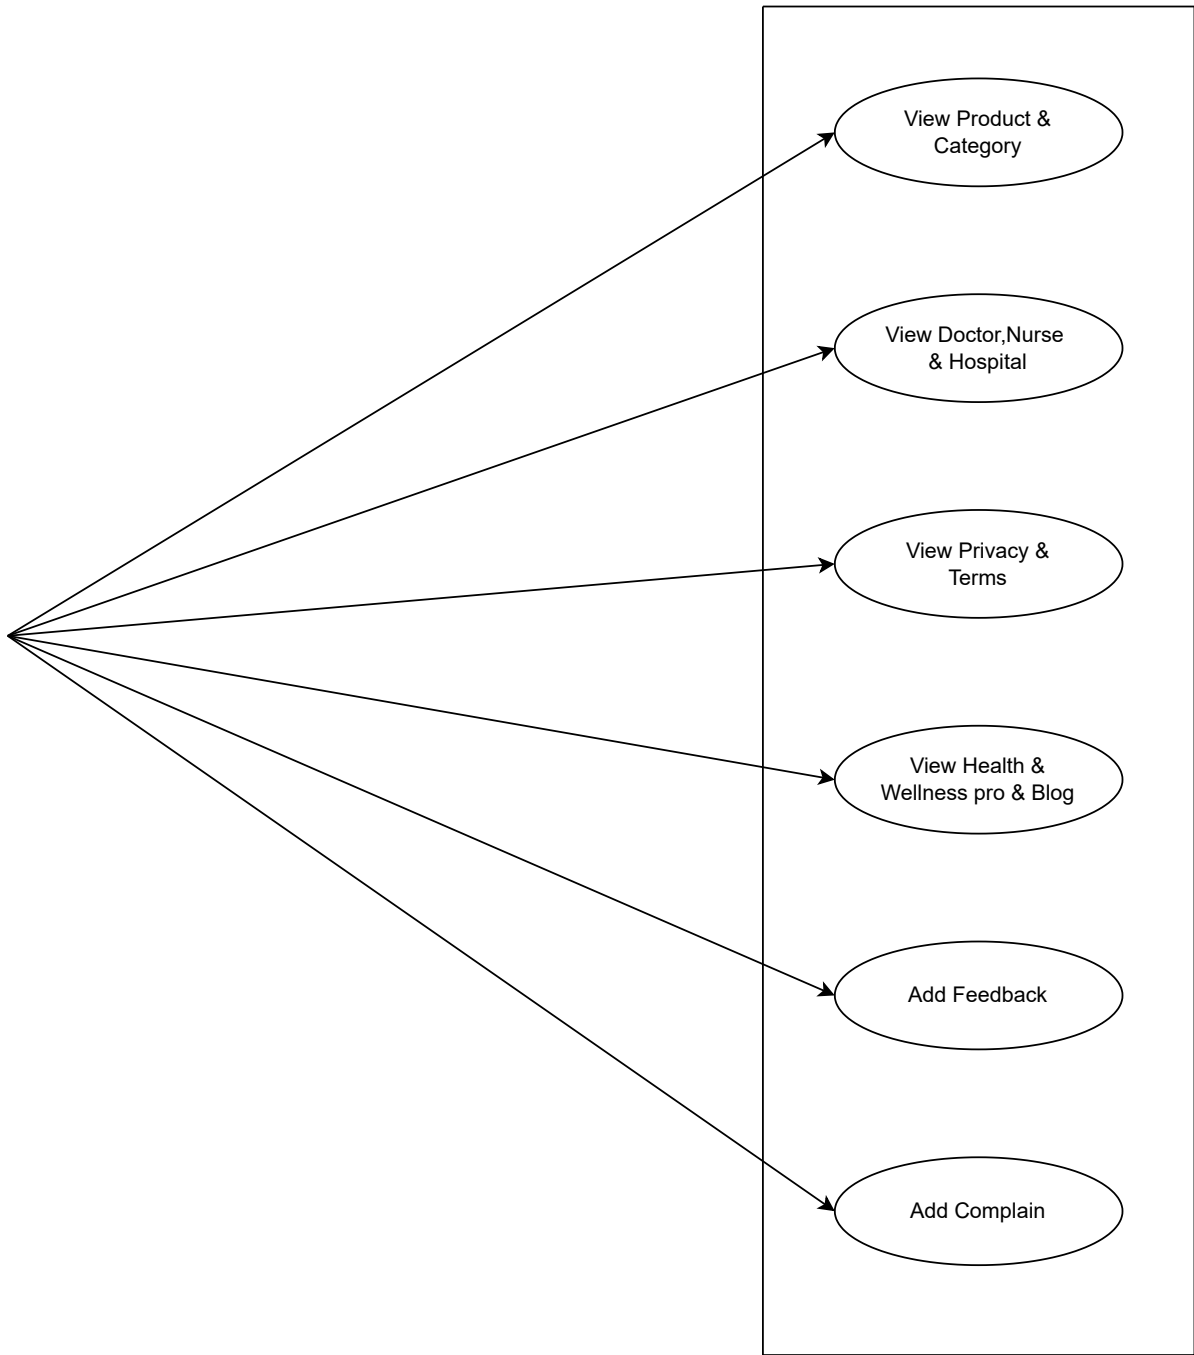 View Product &
Category
View Doctor,Nurse
& Hospital
View Privacy &
Terms
View Health &
Wellness pro & Blog
Add Feedback
Add Complain